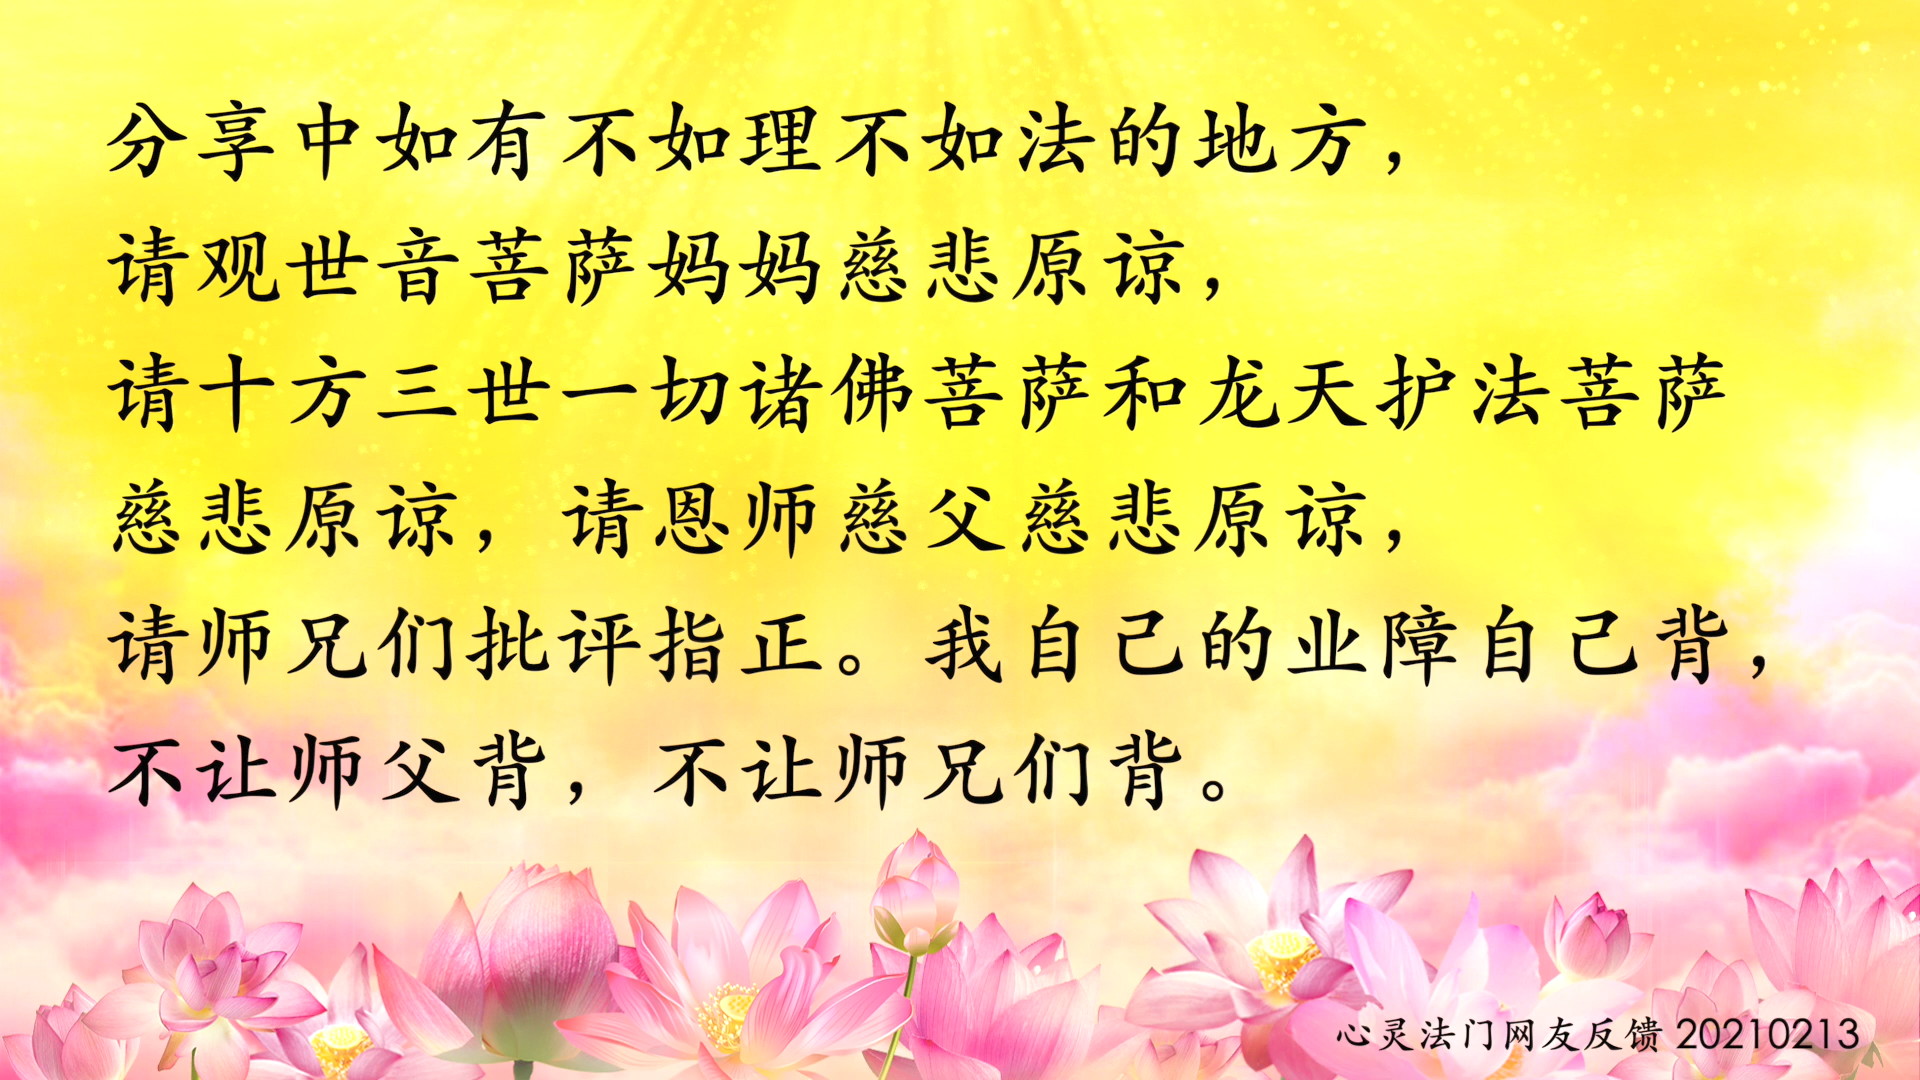 分享中如有不如理不如法的地方，
请观世音菩萨妈妈慈悲原谅，
请十方三世一切诸佛菩萨和龙天护法菩萨
慈悲原谅，请恩师慈父慈悲原谅，
请师兄们批评指正。我自己的业障自己背，
不让师父背，不让师兄们背。
心灵法门网友反馈 20210213